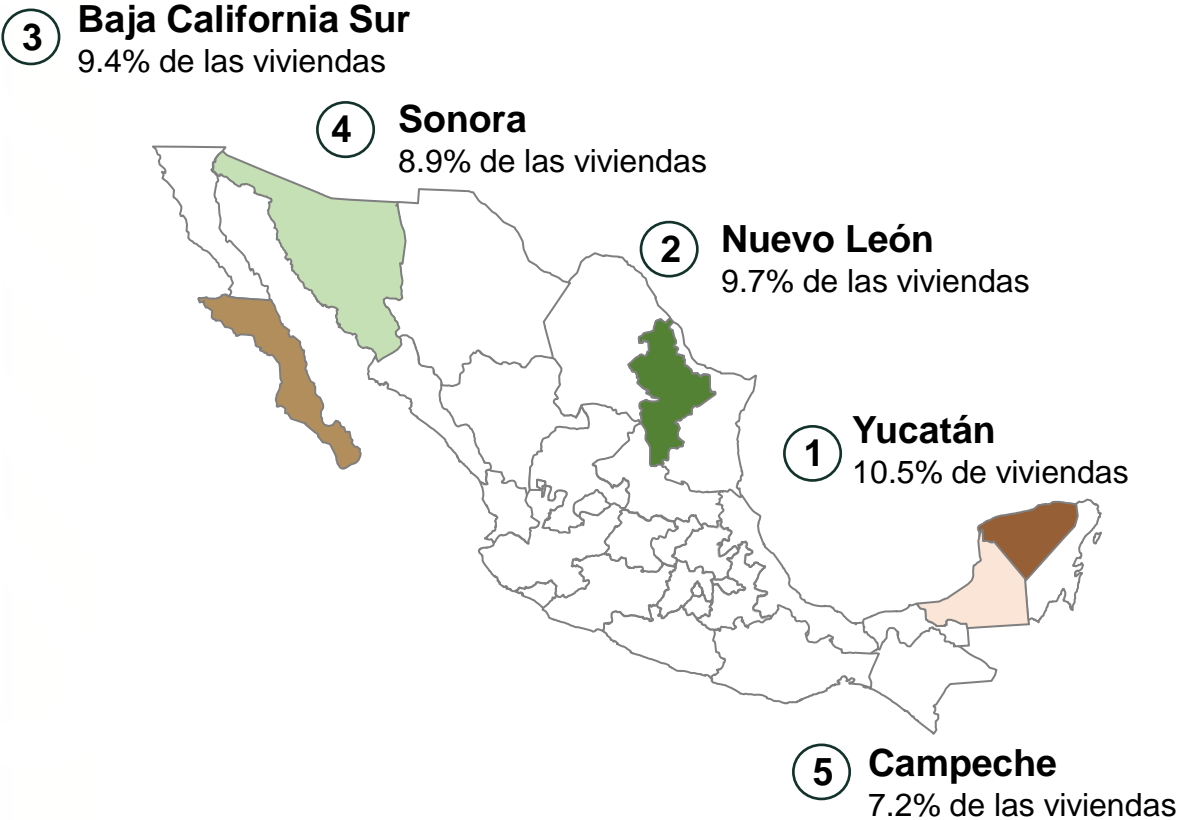 3
Baja California Sur
9.4% de las viviendas
4
Sonora
8.9% de las viviendas
2
Nuevo León
9.7% de las viviendas
1
Yucatán
10.5% de viviendas
5
Campeche
7.2% de las viviendas